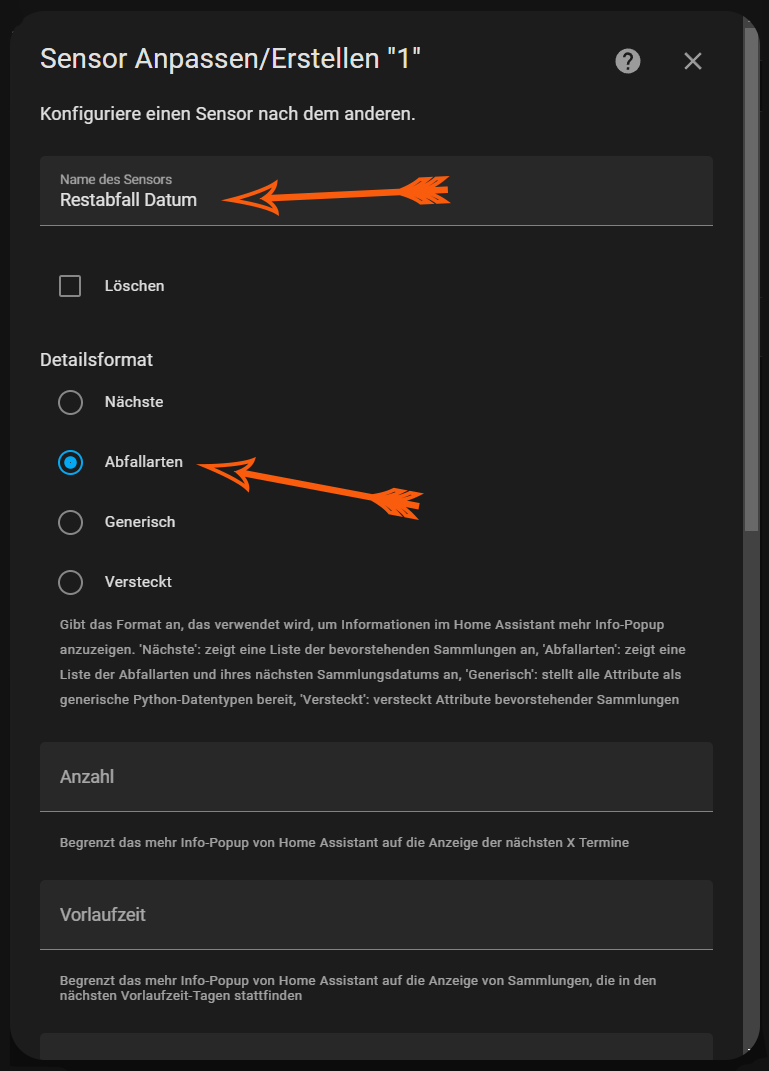 Sensor Anpassen/Erstellen "1"
Konfiguriere einen Sensor nach dem anderen.
Name des Sensors
Restabfall Datum
Löschen
Detailsformat
Nächste
Abfallarten
Generisch
Versteckt
Gibt das Format an, das verwendet wird, um Informationen im Home Assistant mehr Info-Popup
anzuzeigen. 'Nächste': zeigt eine Liste der bevorstehenden Sammlungen an, 'Abfallarten': zeigt eine
Liste der Abfallarten und ihres nächsten Sammlungsdatums an, 'Generisch': stellt alle Attribute als
generische Python-Datentypen bereit, 'Versteckt': versteckt Attribute bevorstehender Sammlungen
Anzahl
Begrenzt das mehr Info-Popup von Home Assistant auf die Anzeige der nächsten X Termine
Vorlaufzeit
Begrenzt das mehr Info-Popup von Home Assistant auf die Anzeige von Sammlungen, die in den
nächsten Vorlaufzeit-Tagen stattfinden